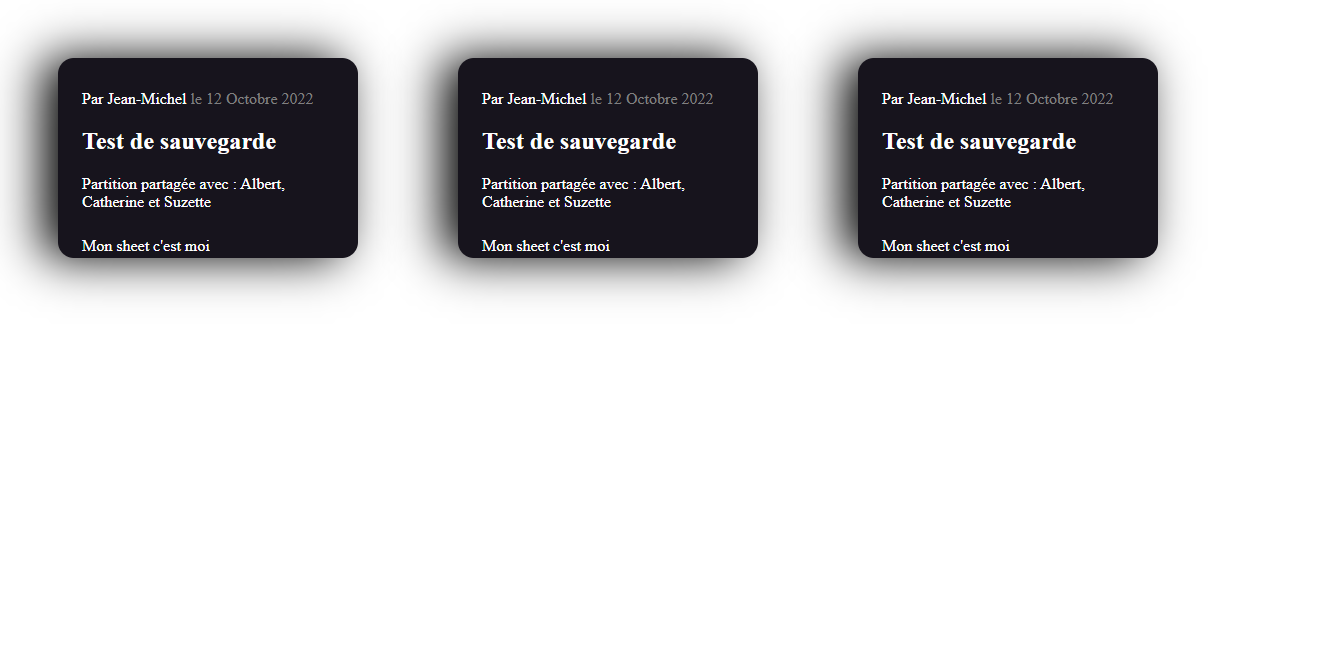 Par Jean-Michel le 12 Octobre 2022
Test de sauvegarde
Partition partagée avec : Albert,
Catherine et Suzette
Mon sheet c'est moi
Par Jean-Michel le 12 Octobre 2022
Test de sauvegarde
Partition partagée avec : Albert,
Catherine et Suzette
Mon sheet c'est moi
Par Jean-Michel le 12 Octobre 2022
Test de sauvegarde
Partition partagée avec : Albert,
Catherine et Suzette
Mon sheet c'est moi